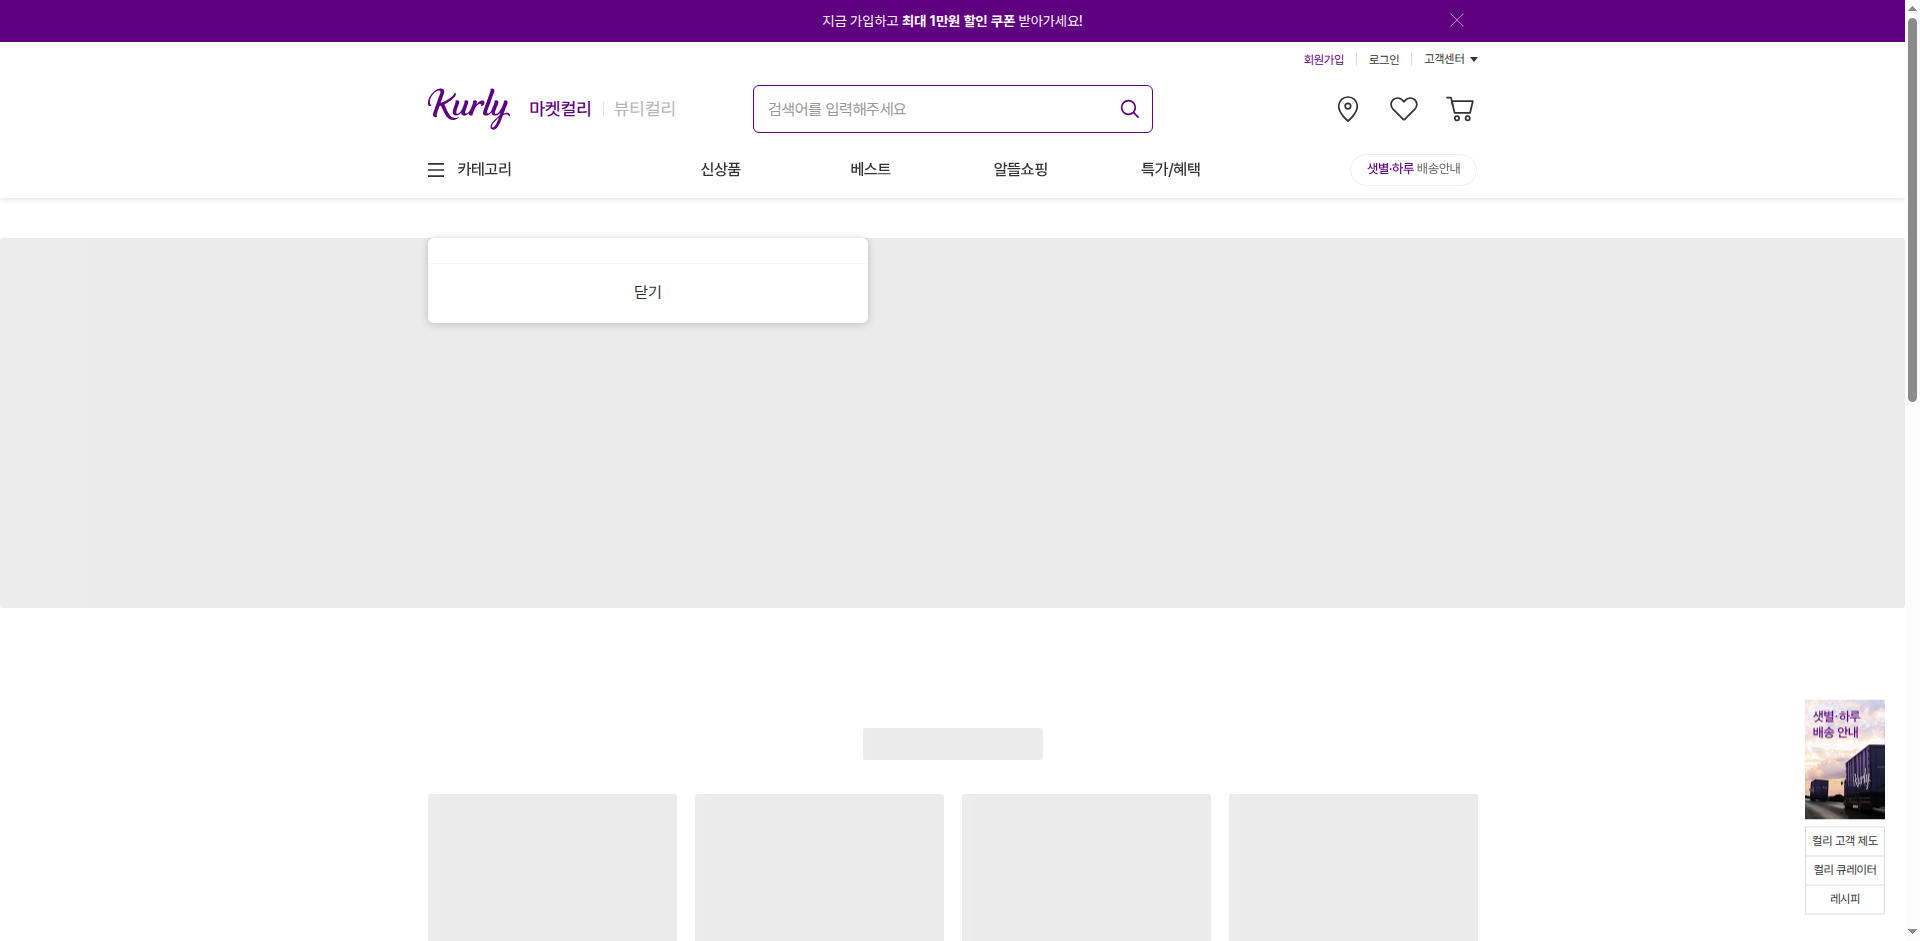 지금 가입하고 최대 1만원 할인 쿠폰 받아가세요!
회원가입 로그인 고객센터
Kurly 마켓컬리 뷰티컬리 검색어를 입력해주세요
카테고리 신상품 베스트 알뜰쇼핑 특가/혜택 샛별·하루 배송안내
닫기
샛별·하루
배송 안내
Kurly
컬리 고객 제도
컬리 큐레이터
레시피